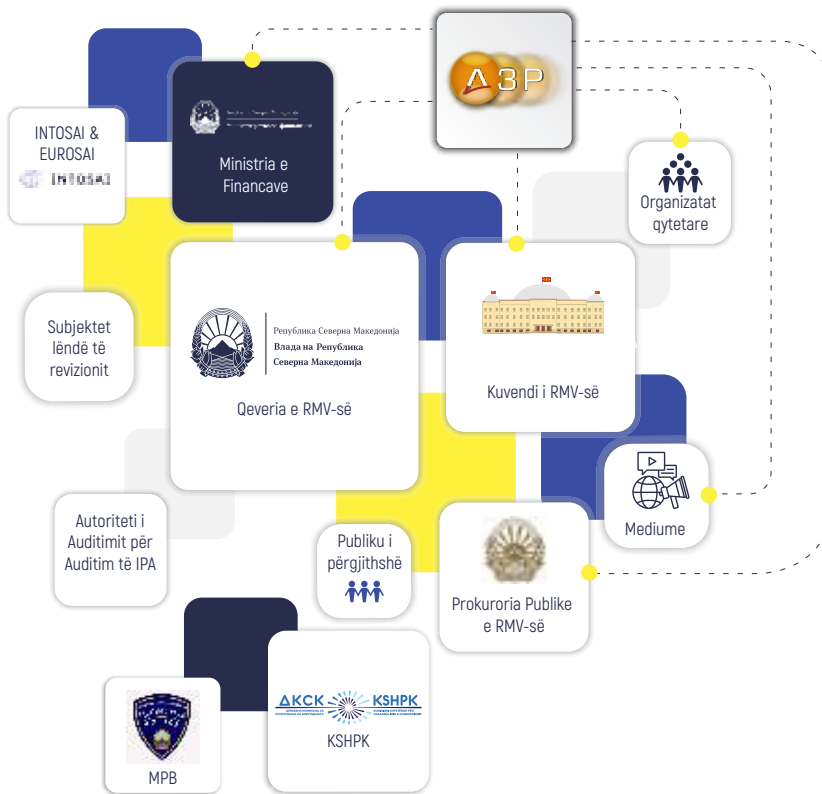 ДЗР
INTOSAI &
EUROSAI
INTOSAI
Ministria e
Financave
Organizatat
qytetare
Subjektet
lëndë të
revizionit
Република Северна Македонија
Влада на Република
Северна Македонија
Qeveria e RMV-së
Kuvendi i RMV-së
Mediume
Autoriteti i
Auditimit për
Auditim të IPA
Publiku i
përgjithshë
Prokuroria Publike
e RMV-së
ДКСК KSHPK
KSHPK
MPB